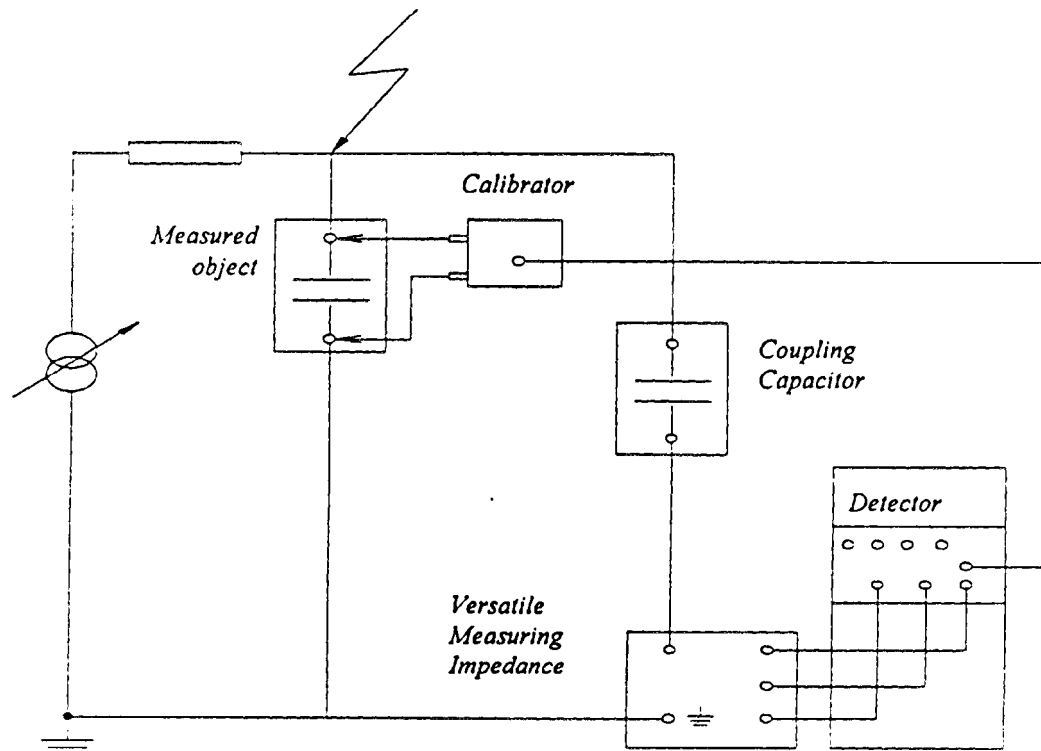 Calibrator
Measured
object
Coupling
Capacitor
Detector
Versatile
Measuring
Impedance